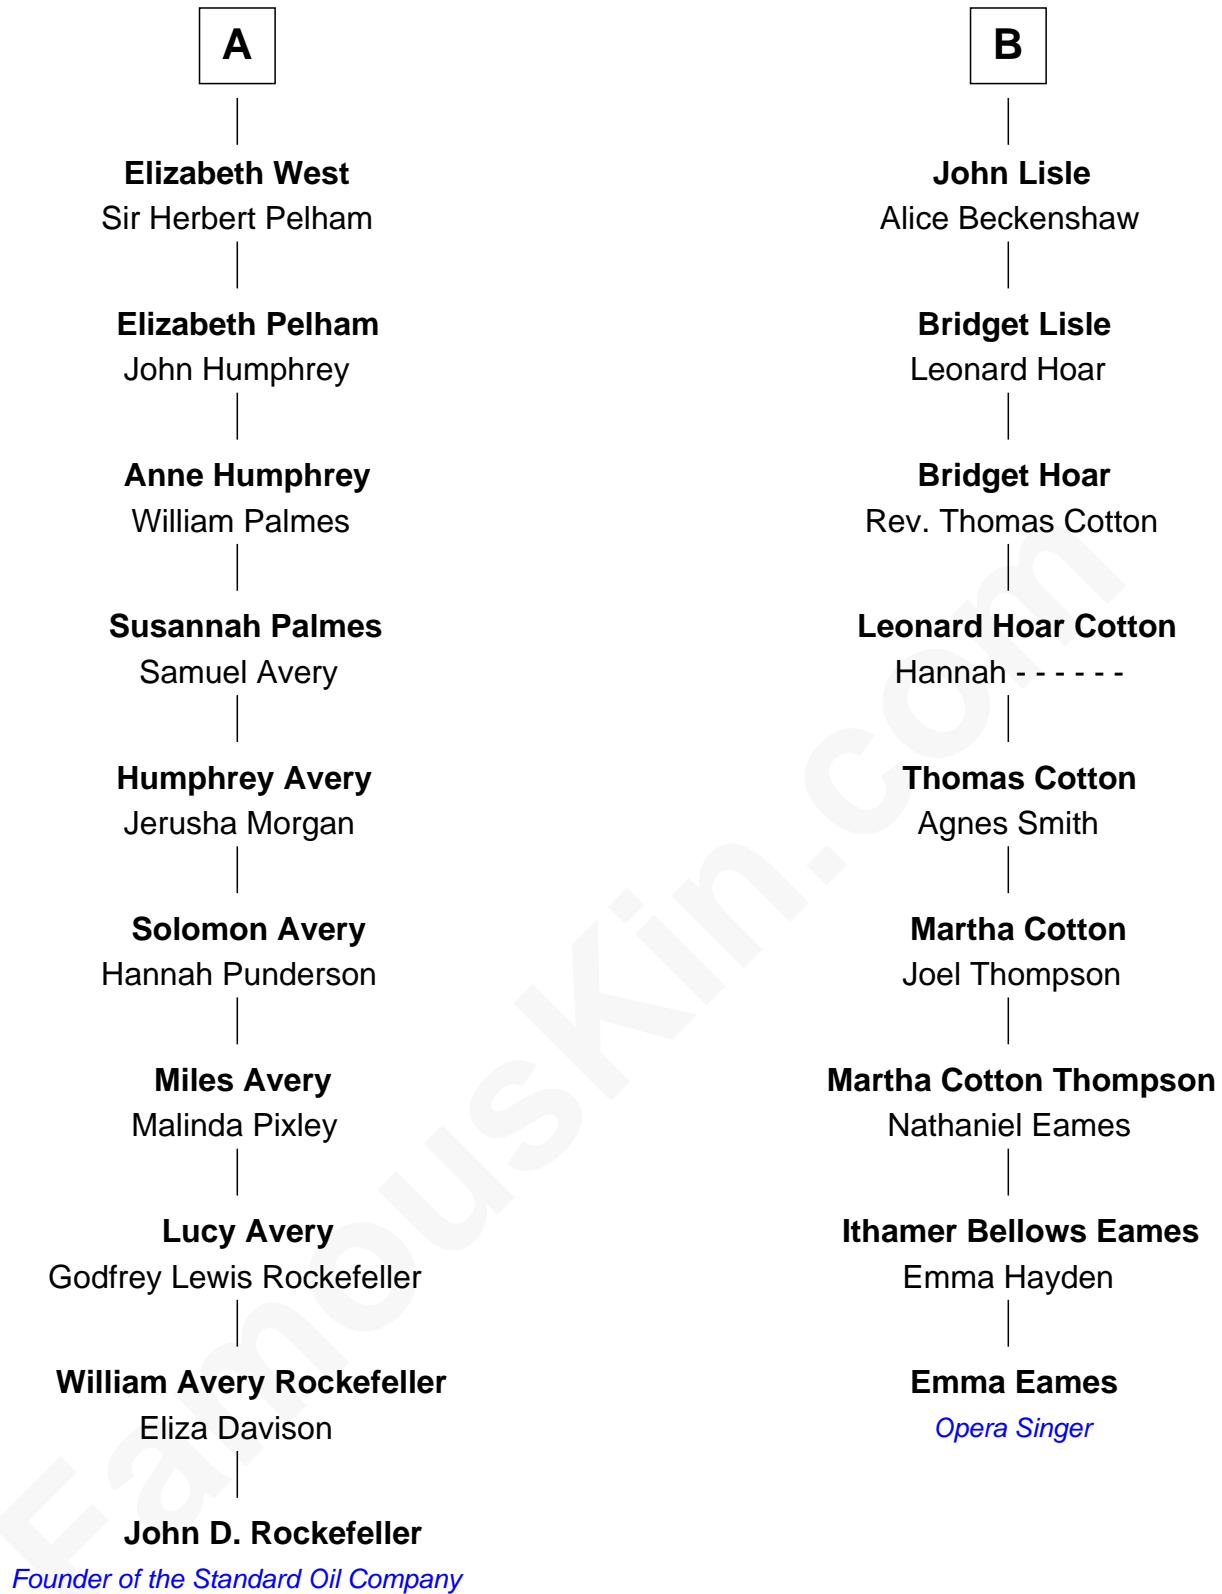 A
Elizabeth West
Sir Herbert Pelham
Elizabeth Pelham
John Humphrey
Anne Humphrey
William Palmes
Susannah Palmes
Samuel Avery
Humphrey Avery
Jerusha Morgan
Solomon Avery
Hannah Punderson
Miles Avery
Malinda Pixley
Lucy Avery
Godfrey Lewis Rockefeller
William Avery Rockefeller
Eliza Davison
John D. Rockefeller
Founder of the Standard Oil Company
B
John Lisle
Alice Beckenshaw
Bridget Lisle
Leonard Hoar
Bridget Hoar
Rev. Thomas Cotton
Leonard Hoar Cotton
Hannah - - - - - -
Thomas Cotton
Agnes Smith
Martha Cotton
Joel Thompson
Martha Cotton Thompson
Nathaniel Eames
Ithamer Bellows Eames
Emma Hayden
Emma Eames
Opera Singer
FamousKin.com